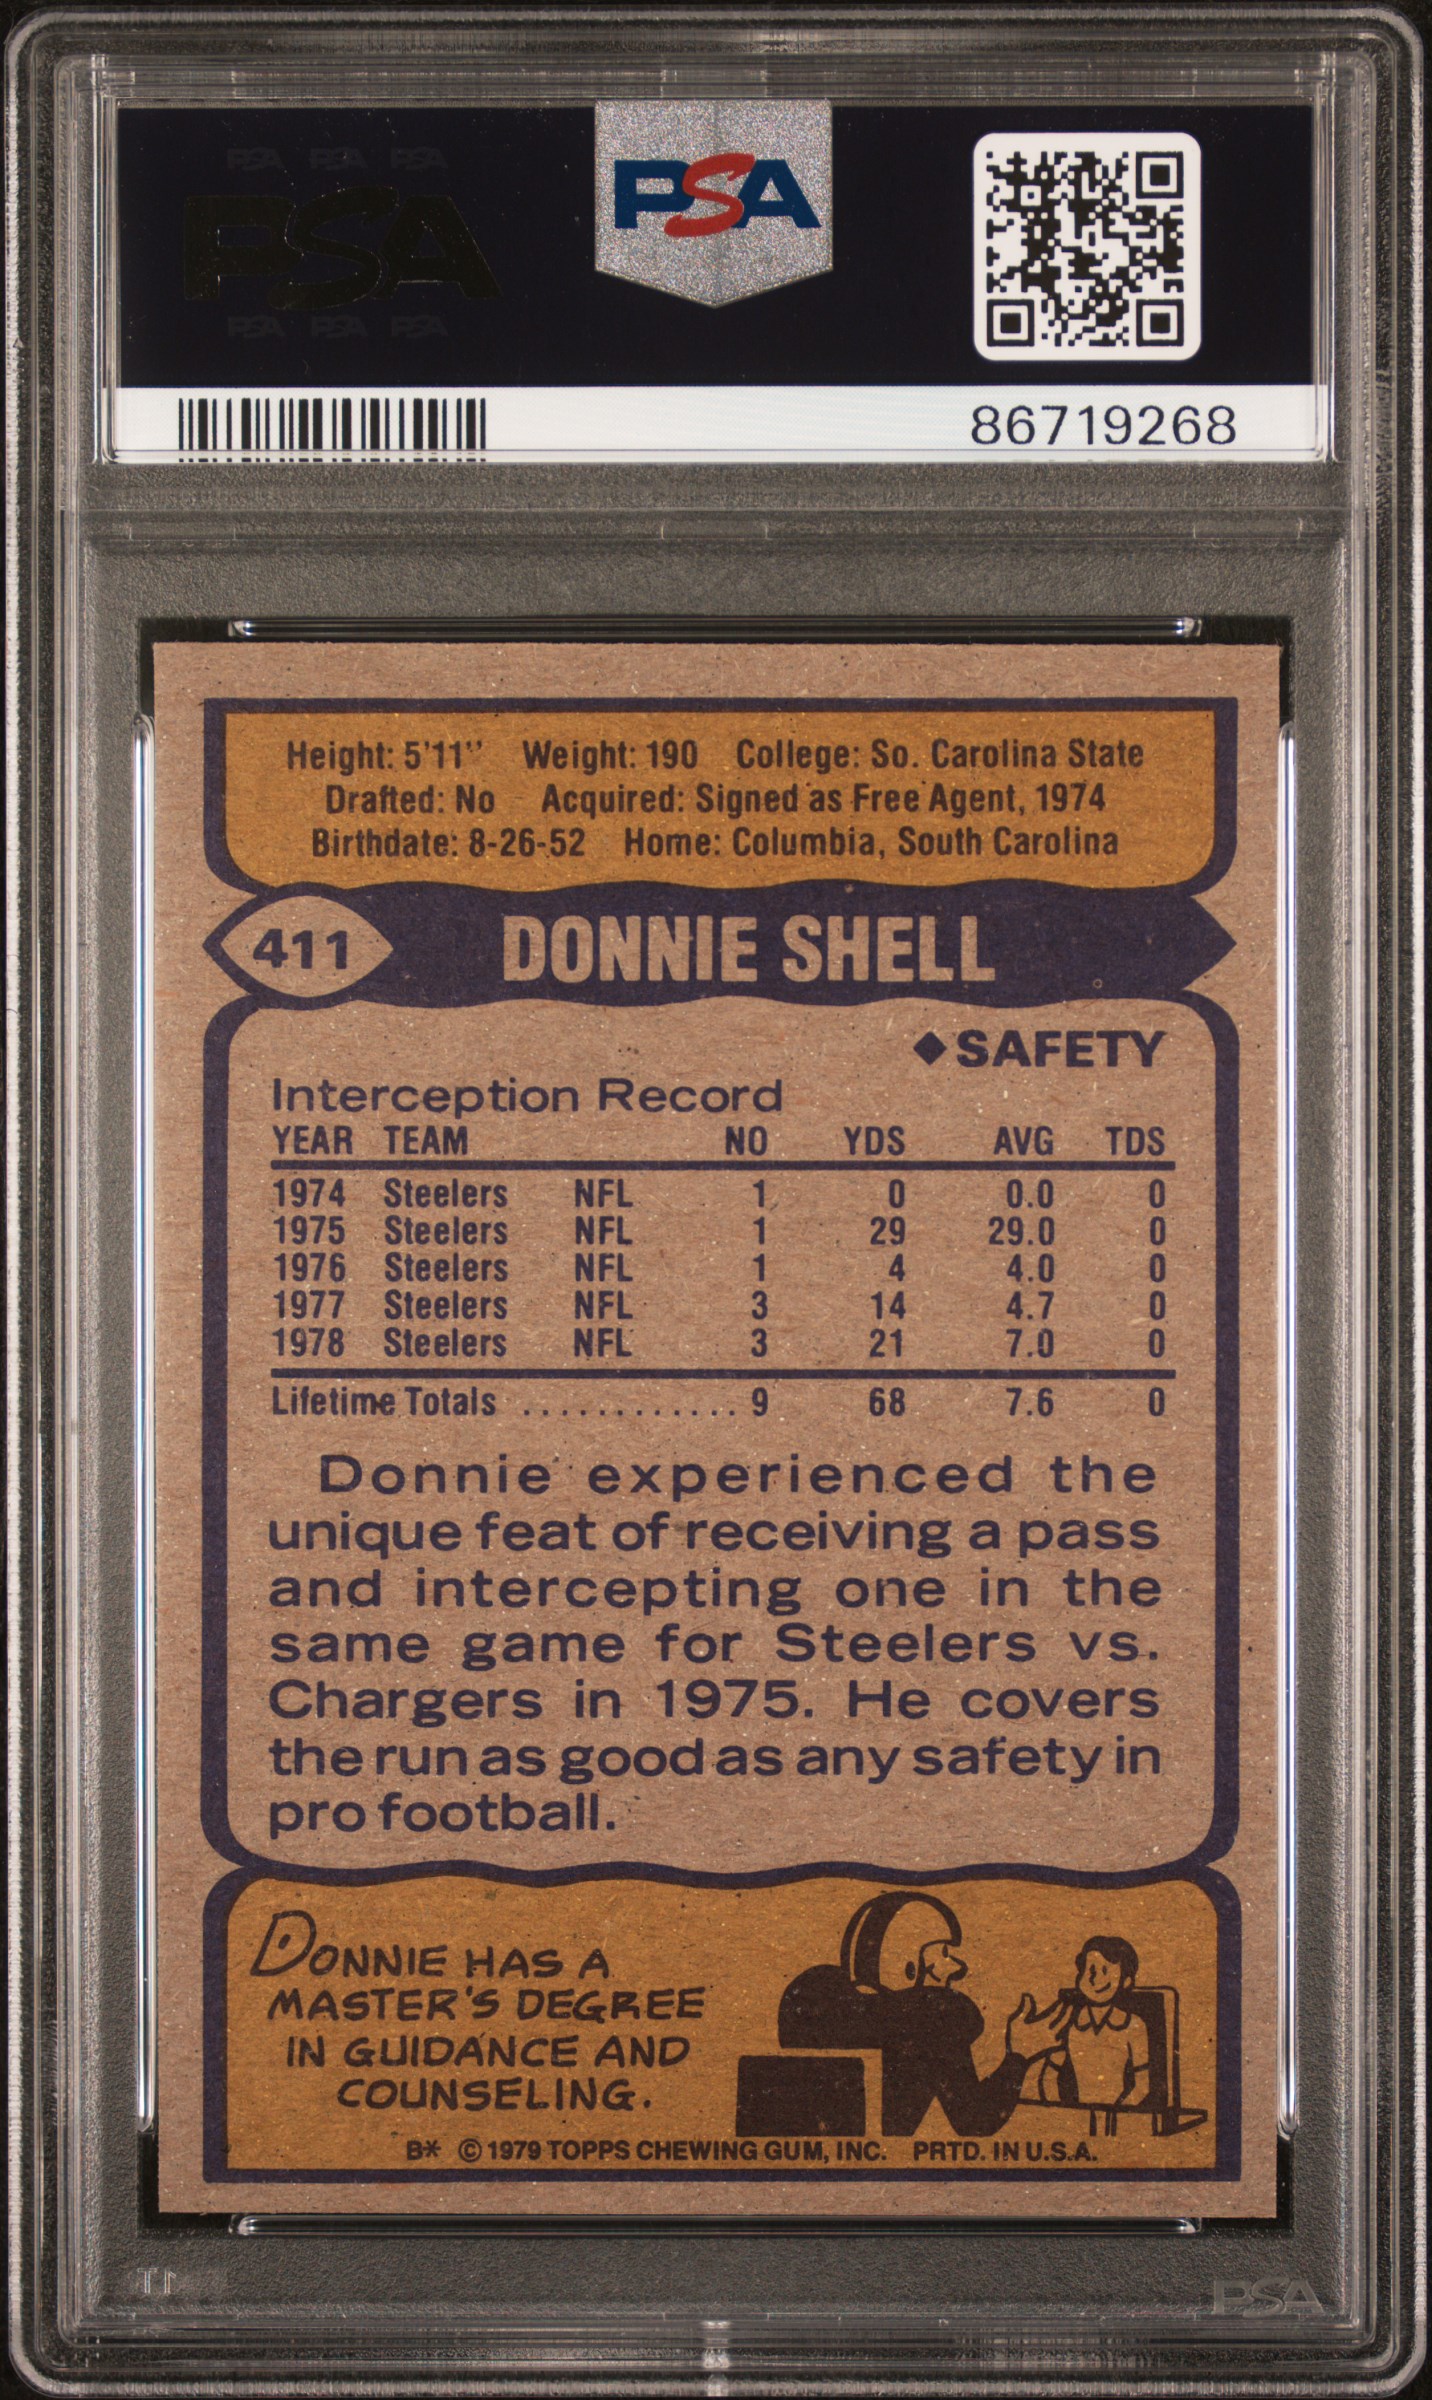 PSA PSA PSA
PSA
PSA PSA PSA
PSA
86719268
Height: 5'11" Weight: 190 College: So. Carolina State
Drafted: No Acquired: Signed as Free Agent, 1974
Birthdate: 8-26-52 Home: Columbia, South Carolina
411 DONNIE SHELL
◆SAFETY
Interception Record
YEAR TEAM NO YDS AVG TDS
1974 Steelers NFL 1 0 0.0 0
1975 Steelers NFL 1 29 29.0 0
1976 Steelers NFL 1 4 4.0 0
1977 Steelers NFL 3 14 4.7 0
1978 Steelers NFL 3 21 7.0 0
Lifetime Totals ............ 9 68 7.6 0
Donnie experienced the
unique feat of receiving a pass
and intercepting one in the
same game for Steelers vs.
Chargers in 1975. He covers
the run as good as any safety in
pro football.
DONNIE HAS A
MASTER'S DEGREE
IN GUIDANCE AND
COUNSELING.
B* © 1979 TOPPS CHEWING GUM, INC. PRTD. IN U.S.A.
PSA